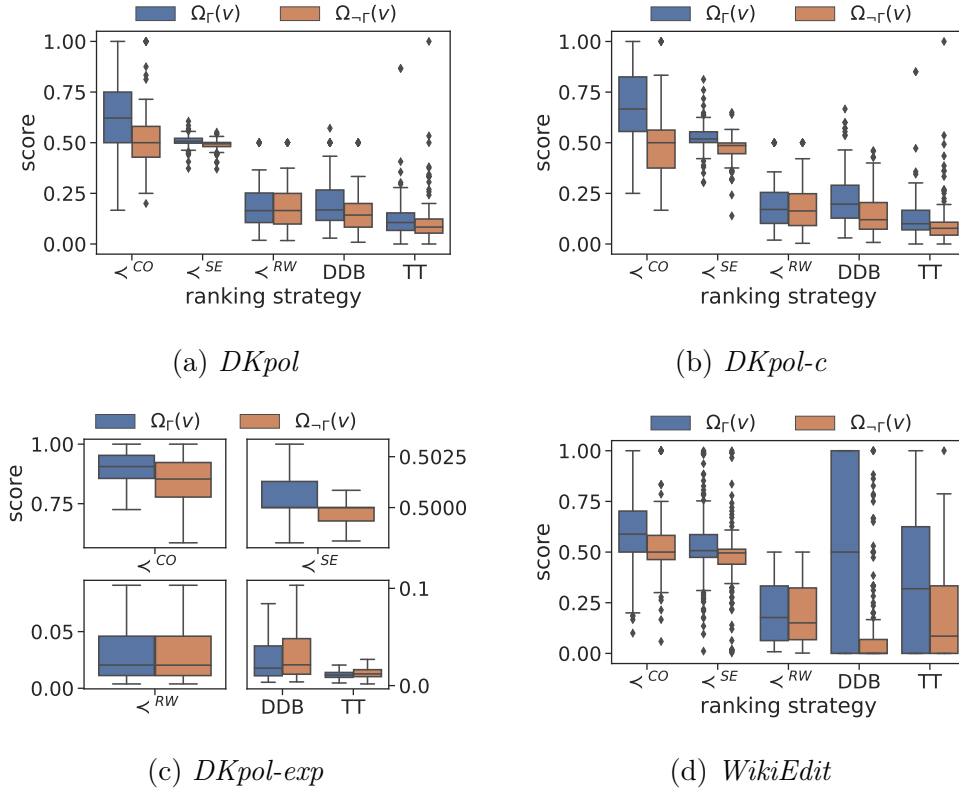 Ω_Γ(v) Ω_¬Γ(v)
1.00
0.75
0.50
0.25
0.00
score
≺^CO ≺^SE ≺^RW DDB TT
ranking strategy
(a) DKpol
Ω_Γ(v) Ω_¬Γ(v)
1.00
0.75
0.50
0.25
0.00
score
≺^CO ≺^SE ≺^RW DDB TT
ranking strategy
(b) DKpol-c
Ω_Γ(v) Ω_¬Γ(v)
1.00
0.75
score
≺^CO
0.5025
0.5000
≺^SE
0.05
0.00
≺^RW
0.1
0.0
DDB TT
(c) DKpol-exp
Ω_Γ(v) Ω_¬Γ(v)
1.00
0.75
0.50
0.25
0.00
score
≺^CO ≺^SE ≺^RW DDB TT
ranking strategy
(d) WikiEdit